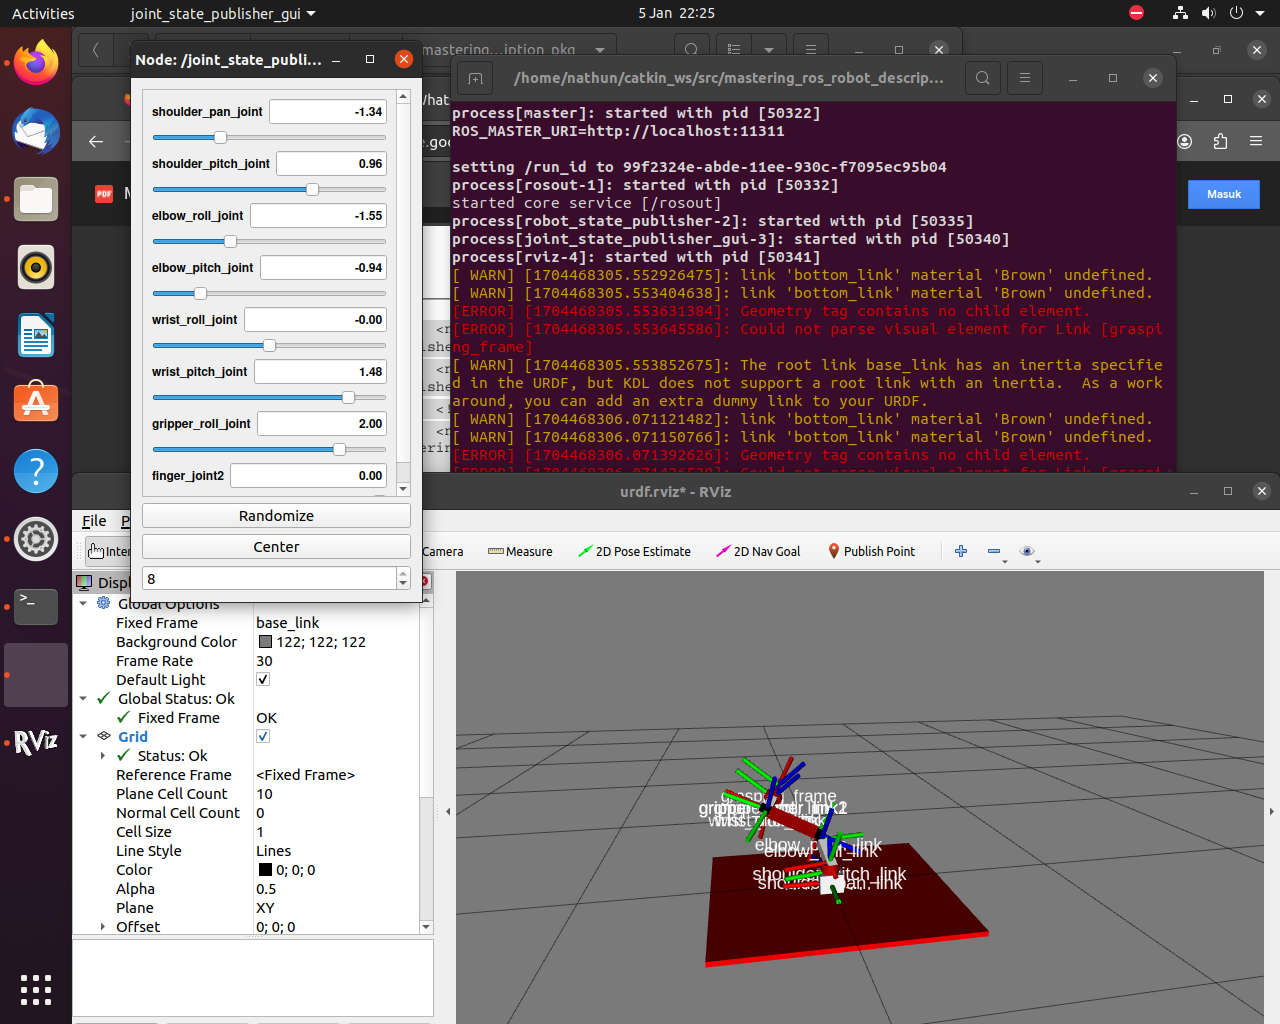 Activities
joint_state_publisher_gui
5 Jan 22:25
Node: /joint_state_publi...
shoulder_pan_joint
-1.34
shoulder_pitch_joint
0.96
elbow_roll_joint
-1.55
elbow_pitch_joint
-0.94
wrist_roll_joint
-0.00
wrist_pitch_joint
1.48
gripper_roll_joint
2.00
finger_joint2
0.00
Randomize
Center
8
mastering...iption_pkg
PDF
Masuk
/home/nathun/catkin_ws/src/mastering_ros_robot_descrip...
process[master]: started with pid [50322]
ROS_MASTER_URI=http://localhost:11311
setting /run_id to 99f2324e-abde-11ee-930c-f7095ec95b04
process[rosout-1]: started with pid [50332]
started core service [/rosout]
process[robot_state_publisher-2]: started with pid [50335]
process[joint_state_publisher_gui-3]: started with pid [50340]
process[rviz-4]: started with pid [50341]
[ WARN] [1704468305.552926475]: link 'bottom_link' material 'Brown' undefined.
[ WARN] [1704468305.553404638]: link 'bottom_link' material 'Brown' undefined.
[ERROR] [1704468305.553631384]: Geometry tag contains no child element.
[ERROR] [1704468305.553645586]: Could not parse visual element for Link [graspi
ng_frame]
[ WARN] [1704468305.553852675]: The root link base_link has an inertia specifie
d in the URDF, but KDL does not support a root link with an inertia.  As a work
around, you can add an extra dummy link to your URDF.
[ WARN] [1704468306.071121482]: link 'bottom_link' material 'Brown' undefined.
[ WARN] [1704468306.071150766]: link 'bottom_link' material 'Brown' undefined.
[ERROR] [1704468306.071392626]: Geometry tag contains no child element.
urdf.rviz* - RViz
File
Camera
Measure
2D Pose Estimate
2D Nav Goal
Publish Point
Global Options
Fixed Frame
base_link
Background Color
122; 122; 122
Frame Rate
30
Default Light
Global Status: Ok
Fixed Frame
OK
Grid
Status: Ok
Reference Frame
<Fixed Frame>
Plane Cell Count
10
Normal Cell Count
0
Cell Size
1
Line Style
Lines
Color
0; 0; 0
Alpha
0.5
Plane
XY
Offset
0; 0; 0
RViz